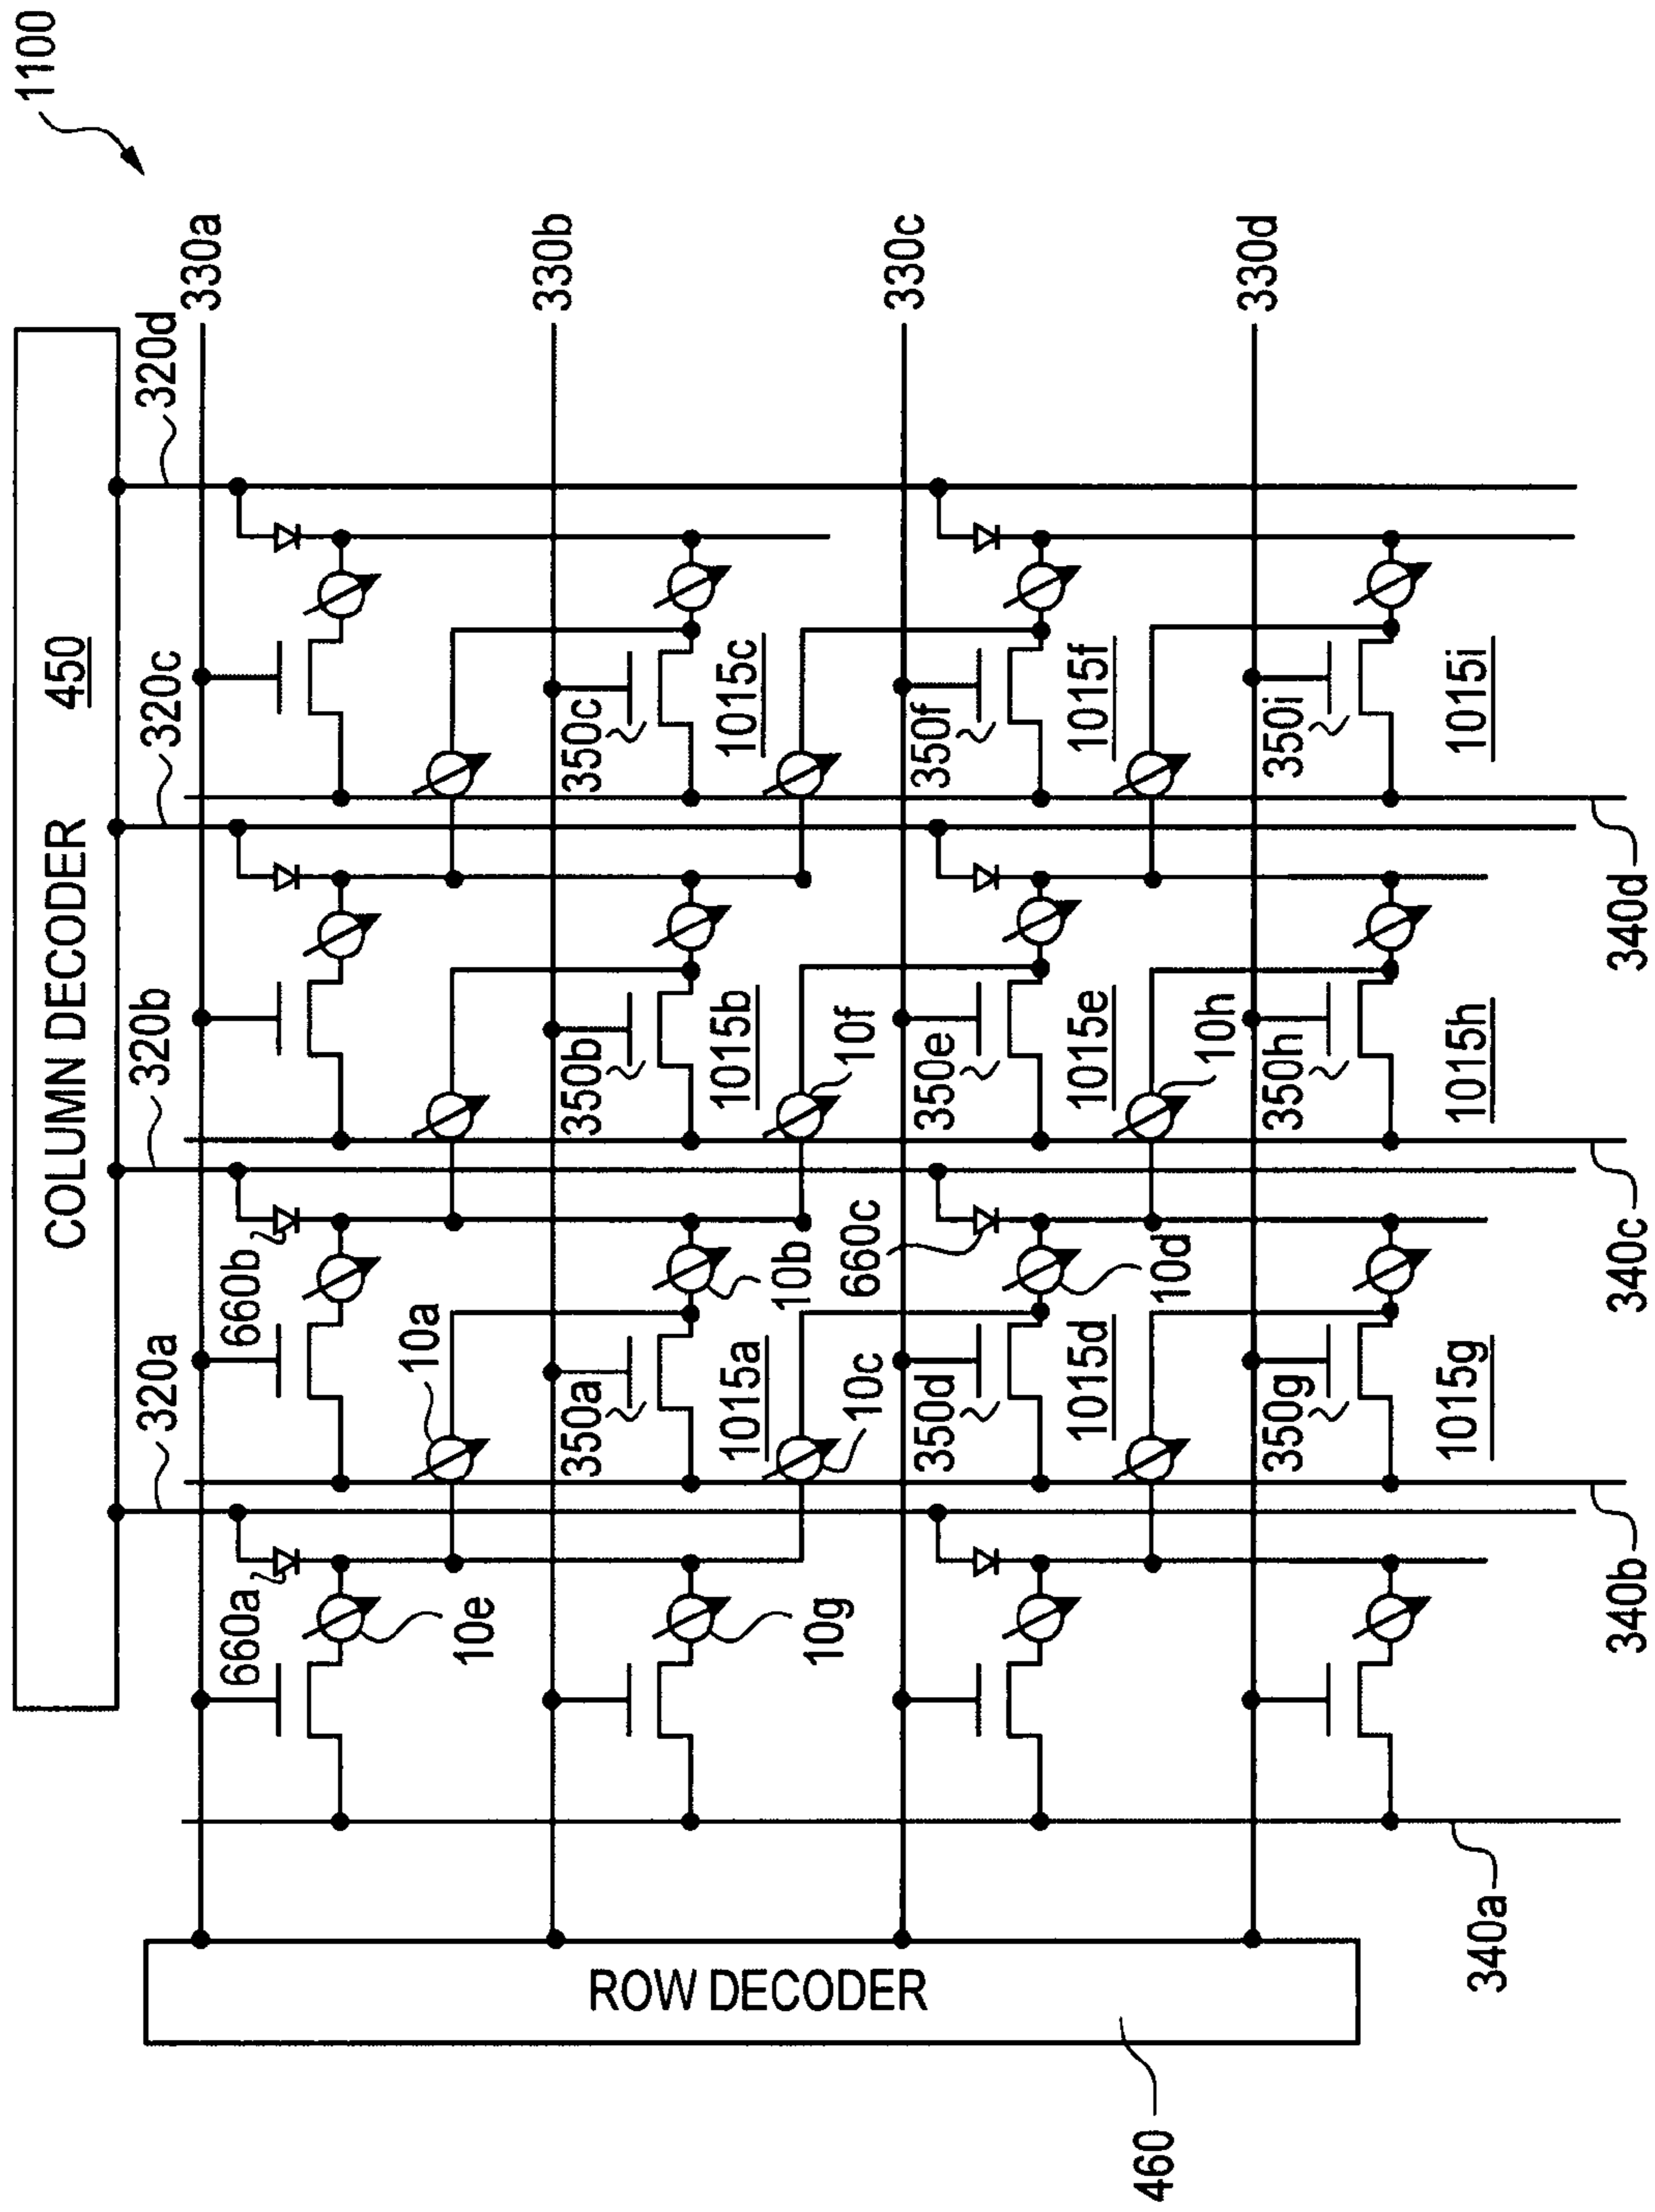 1100
COLUMN DECODER 450
320a
320b
320c
320d
330a
330b
330c
330d
660a
660b
10e
10a
350a
350b
350c
1015a
1015b
1015c
10g
10b
10c
10f
660c
350d
350e
350f
1015d
1015e
1015f
10d
10h
350g
350h
350i
1015g
1015h
1015i
340a
340b
340c
340d
ROW DECODER
460